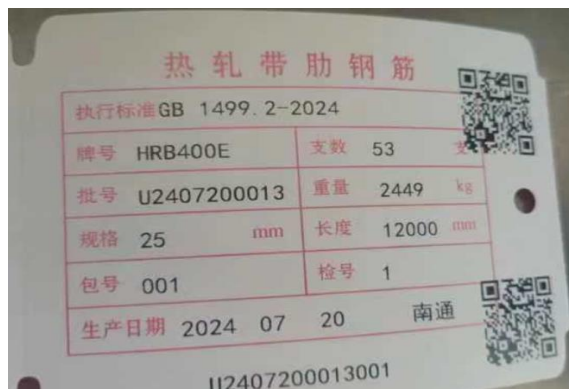 热轧带肋钢筋
执行标准GB 1499.2-2024
牌号 HRB400E 支数 53 支
批号 U2407200013 重量 2449 kg
规格 25 mm 长度 12000 mm
包号 001 检号 1
生产日期 2024 07 20 南通
U2407200013001